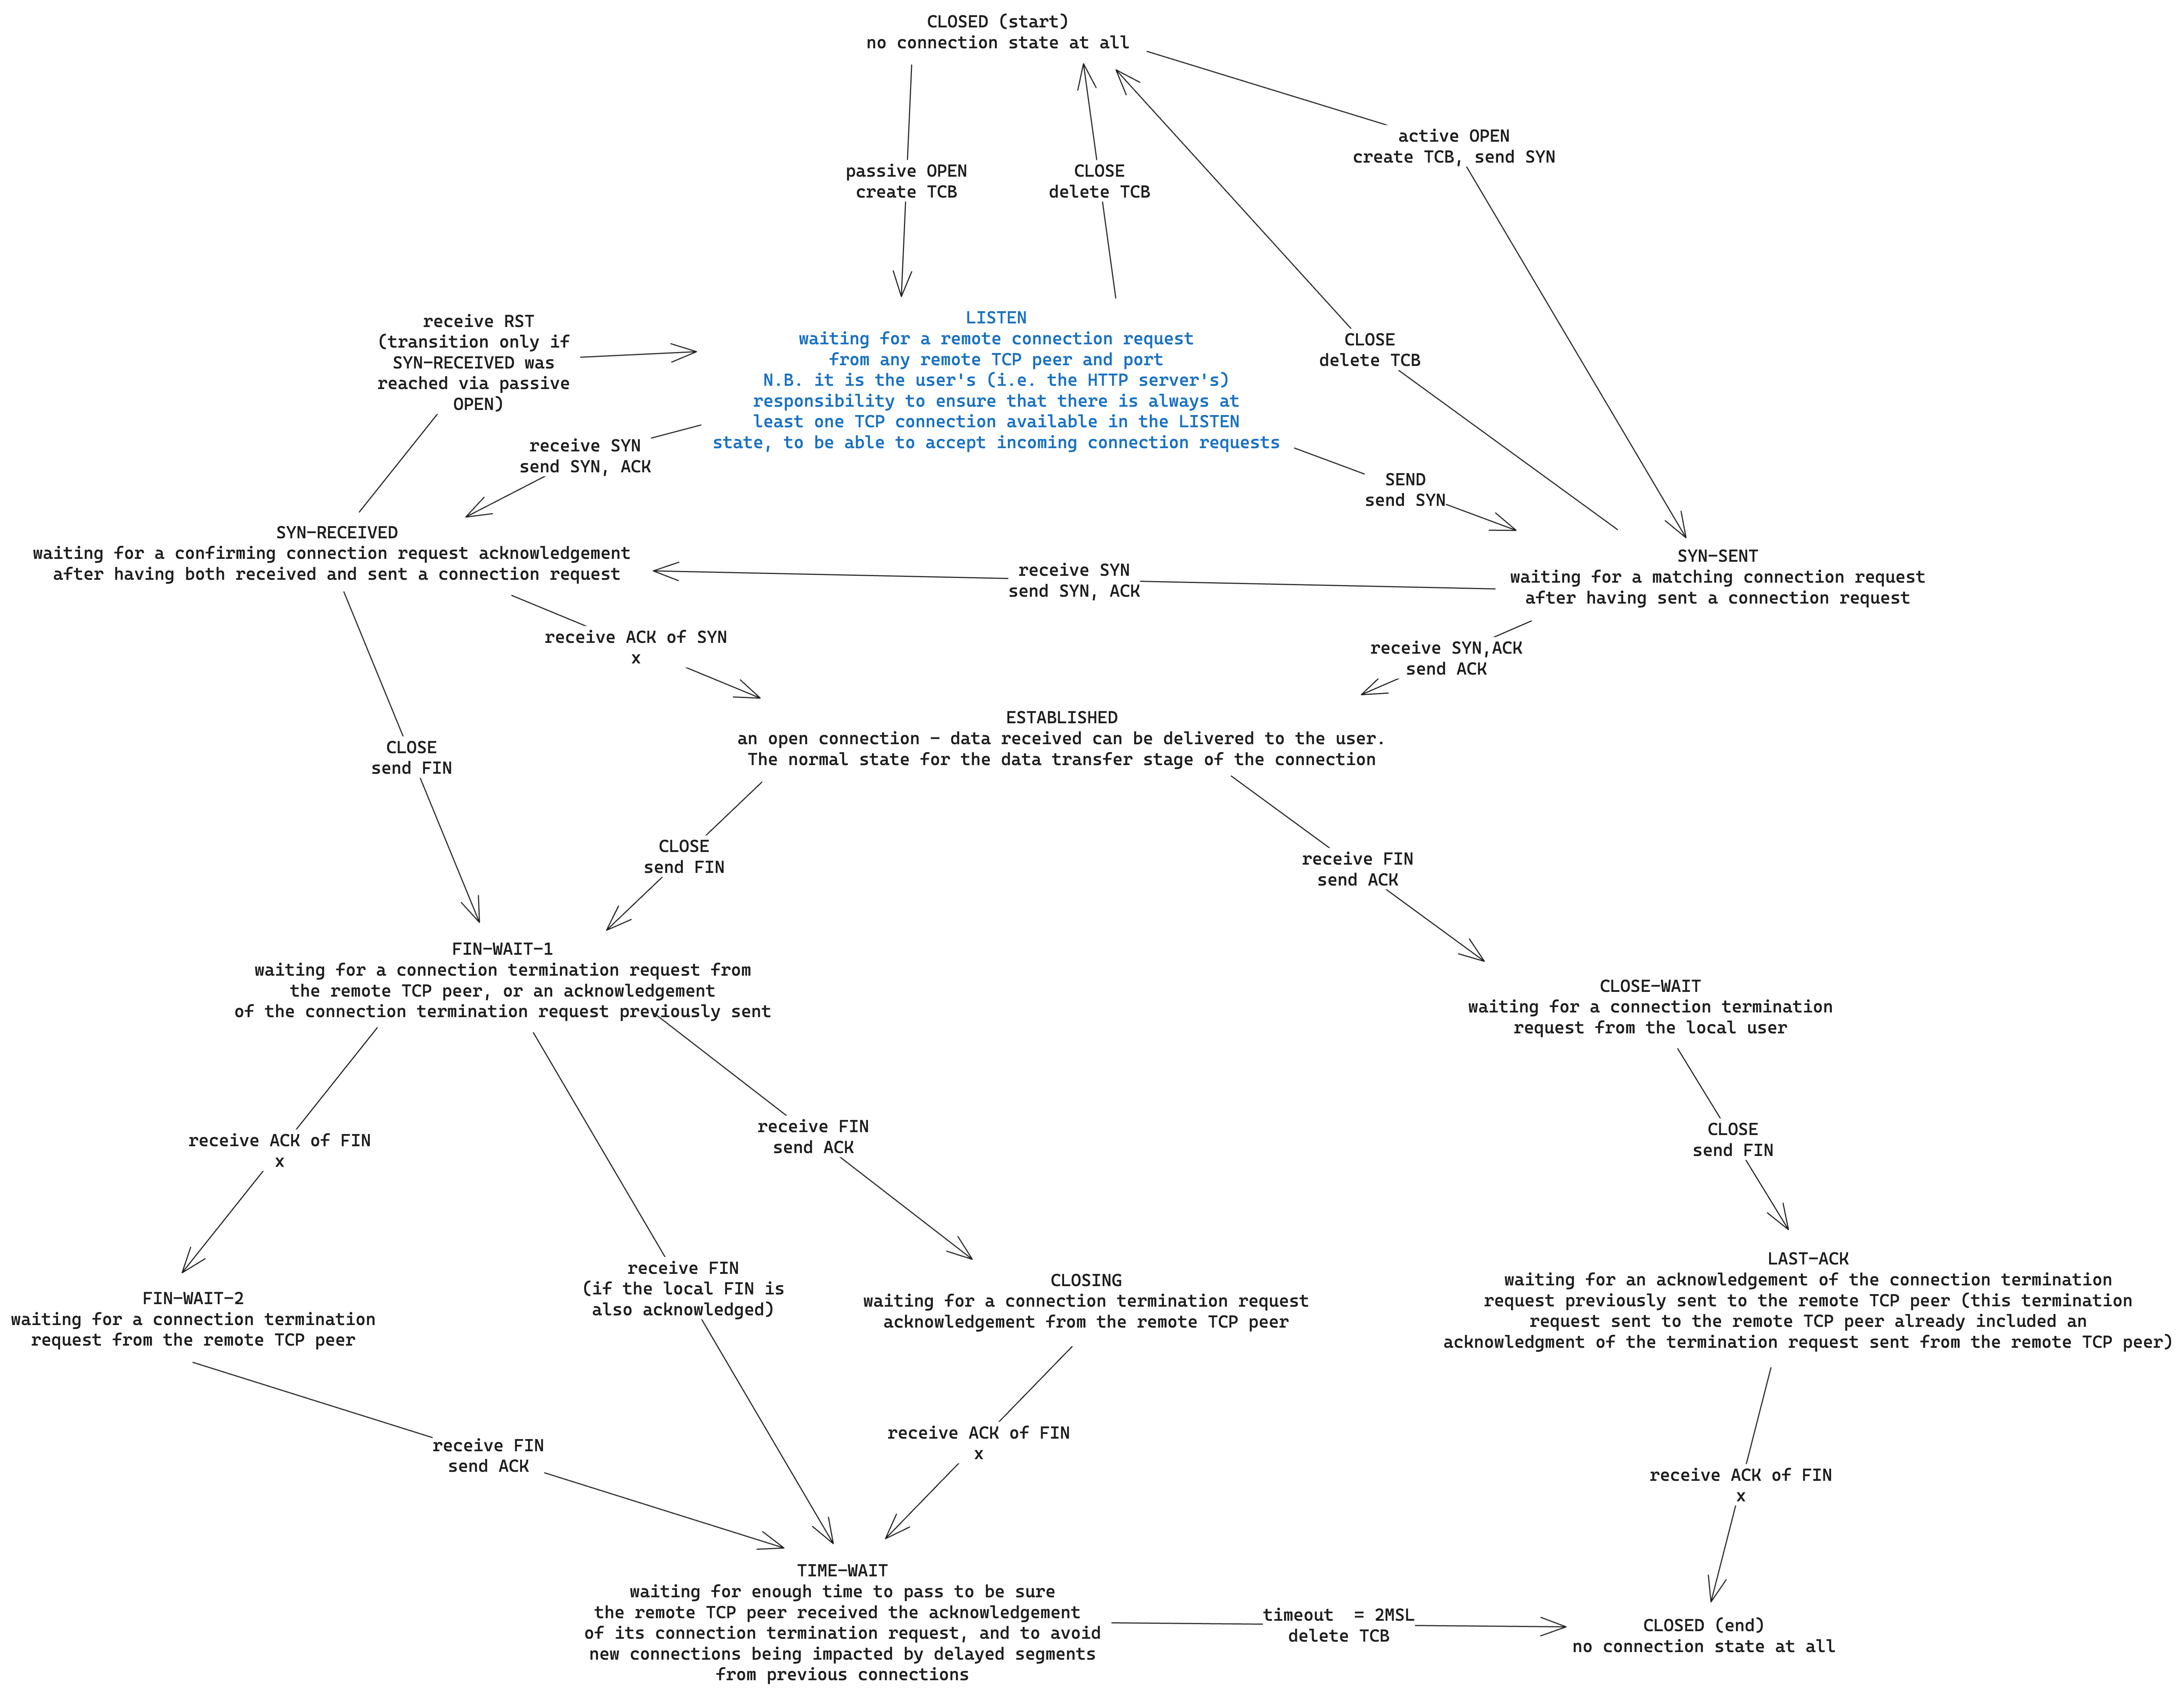 CLOSED (start)
no connection state at all
active OPEN
create TCB, send SYN
passive OPEN
create TCB
CLOSE
delete TCB
receive RST
(transition only if
SYN-RECEIVED was
reached via passive
OPEN)
LISTEN
waiting for a remote connection request
from any remote TCP peer and port
N.B. it is the user's (i.e. the HTTP server's)
responsibility to ensure that there is always at
least one TCP connection available in the LISTEN
state, to be able to accept incoming connection requests
CLOSE
delete TCB
receive SYN
send SYN, ACK
SEND
send SYN
SYN-RECEIVED
waiting for a confirming connection request acknowledgement
after having both received and sent a connection request
receive SYN
send SYN, ACK
SYN-SENT
waiting for a matching connection request
after having sent a connection request
receive ACK of SYN
x
receive SYN,ACK
send ACK
ESTABLISHED
an open connection - data received can be delivered to the user.
The normal state for the data transfer stage of the connection
CLOSE
send FIN
CLOSE
send FIN
receive FIN
send ACK
FIN-WAIT-1
waiting for a connection termination request from
the remote TCP peer, or an acknowledgement
of the connection termination request previously sent
CLOSE-WAIT
waiting for a connection termination
request from the local user
receive ACK of FIN
x
receive FIN
send ACK
CLOSE
send FIN
FIN-WAIT-2
waiting for a connection termination
request from the remote TCP peer
receive FIN
(if the local FIN is
also acknowledged)
CLOSING
waiting for a connection termination request
acknowledgement from the remote TCP peer
LAST-ACK
waiting for an acknowledgement of the connection termination
request previously sent to the remote TCP peer (this termination
request sent to the remote TCP peer already included an
acknowledgment of the termination request sent from the remote TCP peer)
receive FIN
send ACK
receive ACK of FIN
x
receive ACK of FIN
x
TIME-WAIT
waiting for enough time to pass to be sure
the remote TCP peer received the acknowledgement
of its connection termination request, and to avoid
new connections being impacted by delayed segments
from previous connections
timeout = 2MSL
delete TCB
CLOSED (end)
no connection state at all